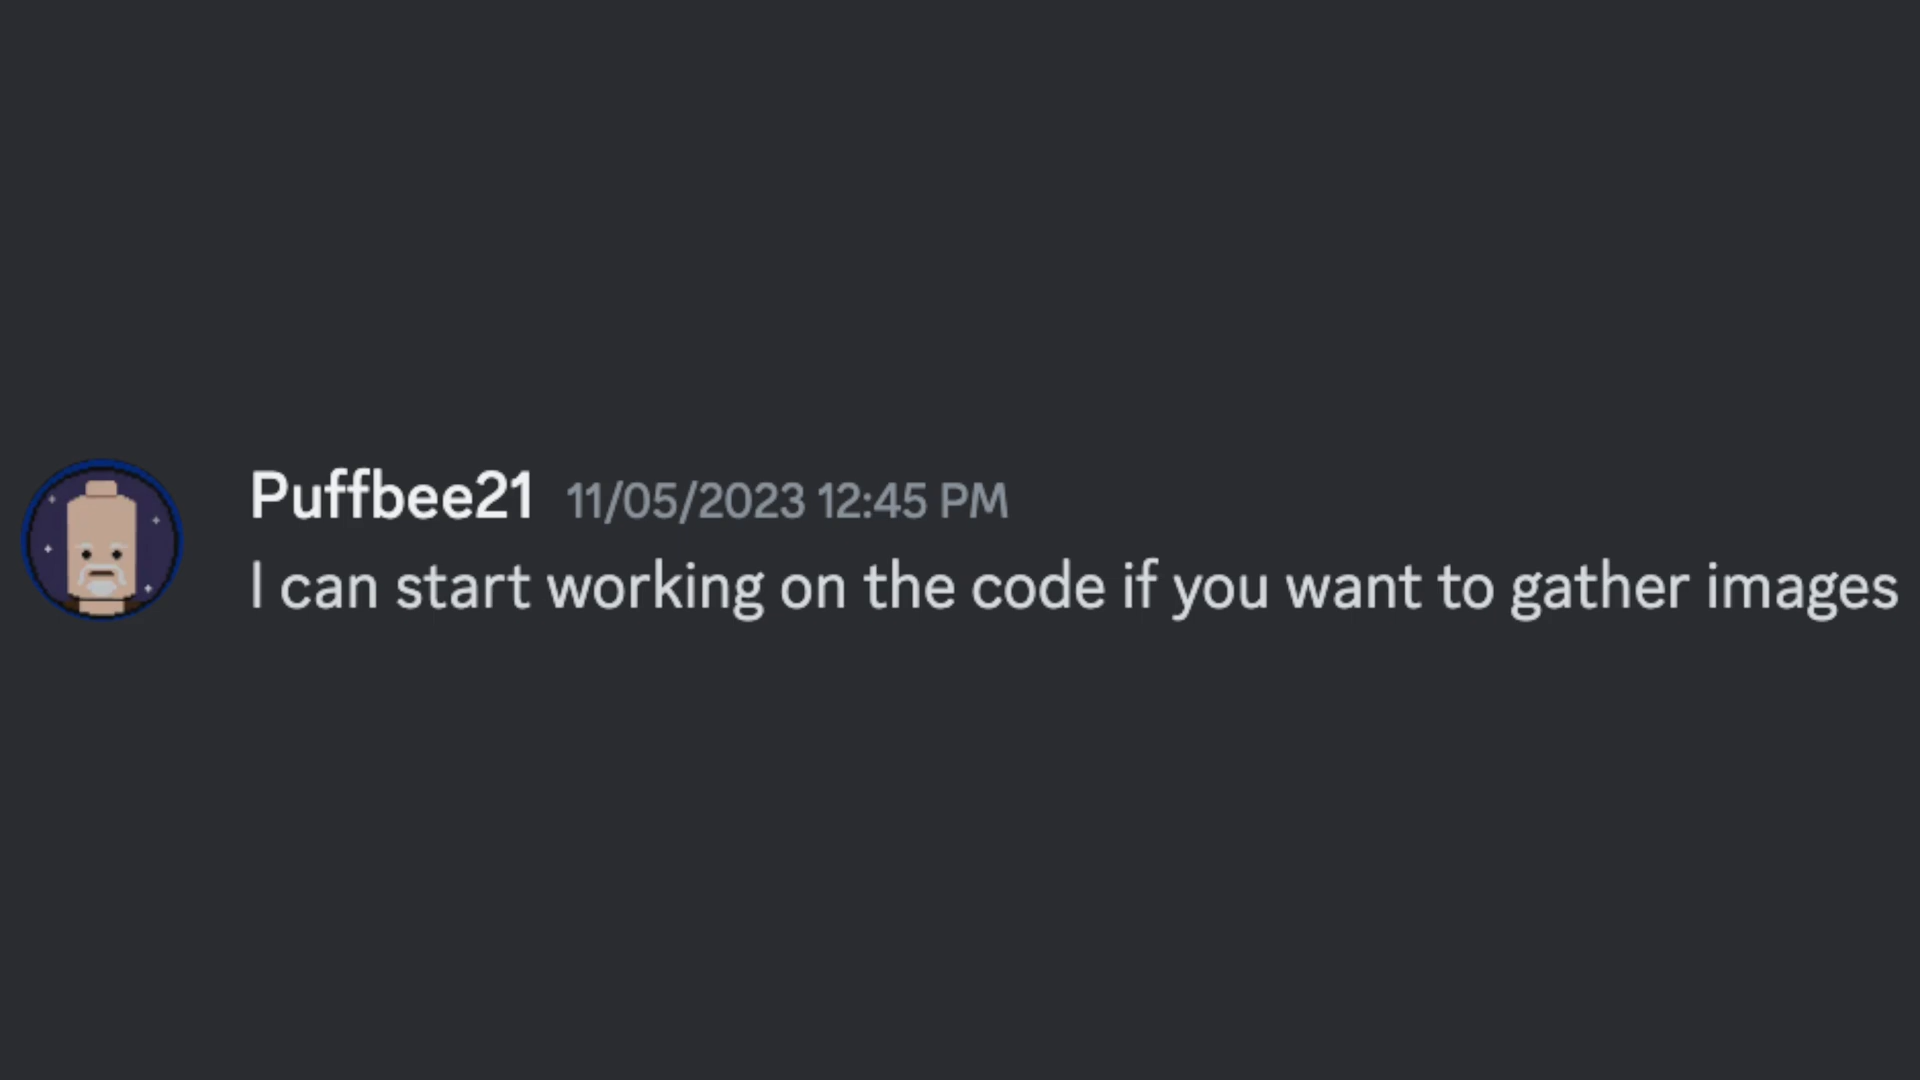 Puffbee21 11/05/2023 12:45 PM
I can start working on the code if you want to gather images